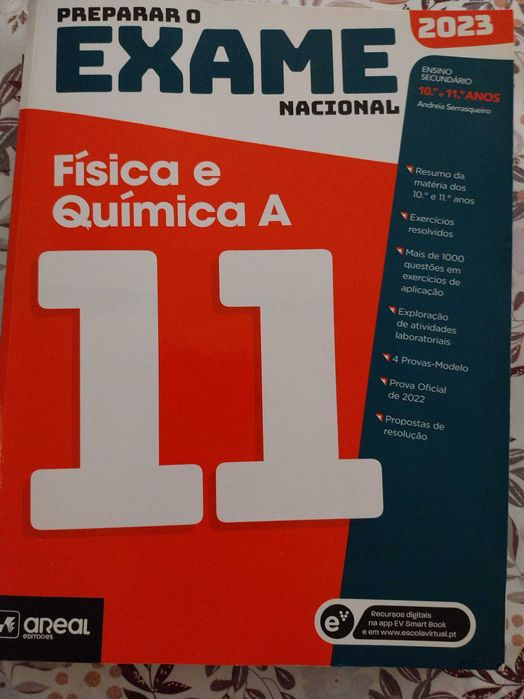 PREPARAR O
EXAME
NACIONAL
2023
ENSINO
SECUNDÁRIO
10.º e 11.º ANOS
Andreia Serrasqueiro
Física e
Química A
11
Resumo da
matéria dos
10.º e 11.º anos
Exercícios
resolvidos
Mais de 1000
questões em
exercícios de
aplicação
Exploração
de atividades
laboratoriais
4 Provas-Modelo
Prova Oficial
de 2022
Propostas de
resolução
areal
EDITORES
e
Recursos digitais
na app EV Smart Book
e em www.escolavirtual.pt